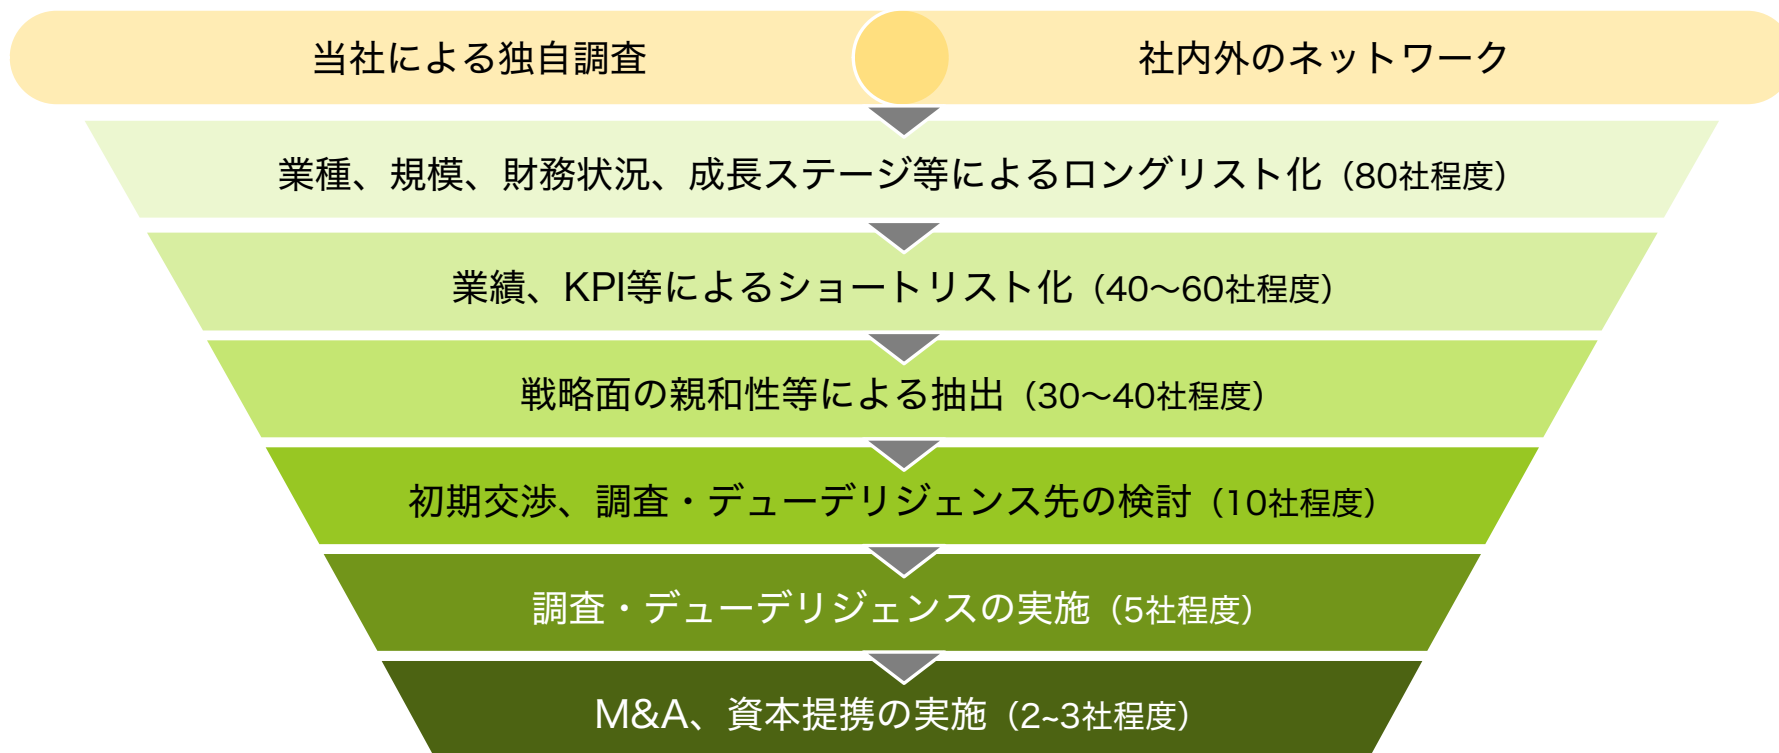 当社による独自調査
社内外のネットワーク
業種、規模、財務状況、成長ステージ等によるロングリスト化（80社程度）
業績、KPI等によるショートリスト化（40～60社程度）
戦略面の親和性等による抽出（30～40社程度）
初期交渉、調査・デューデリジェンス先の検討（10社程度）
調査・デューデリジェンスの実施（5社程度）
M&A、資本提携の実施（2~3社程度）